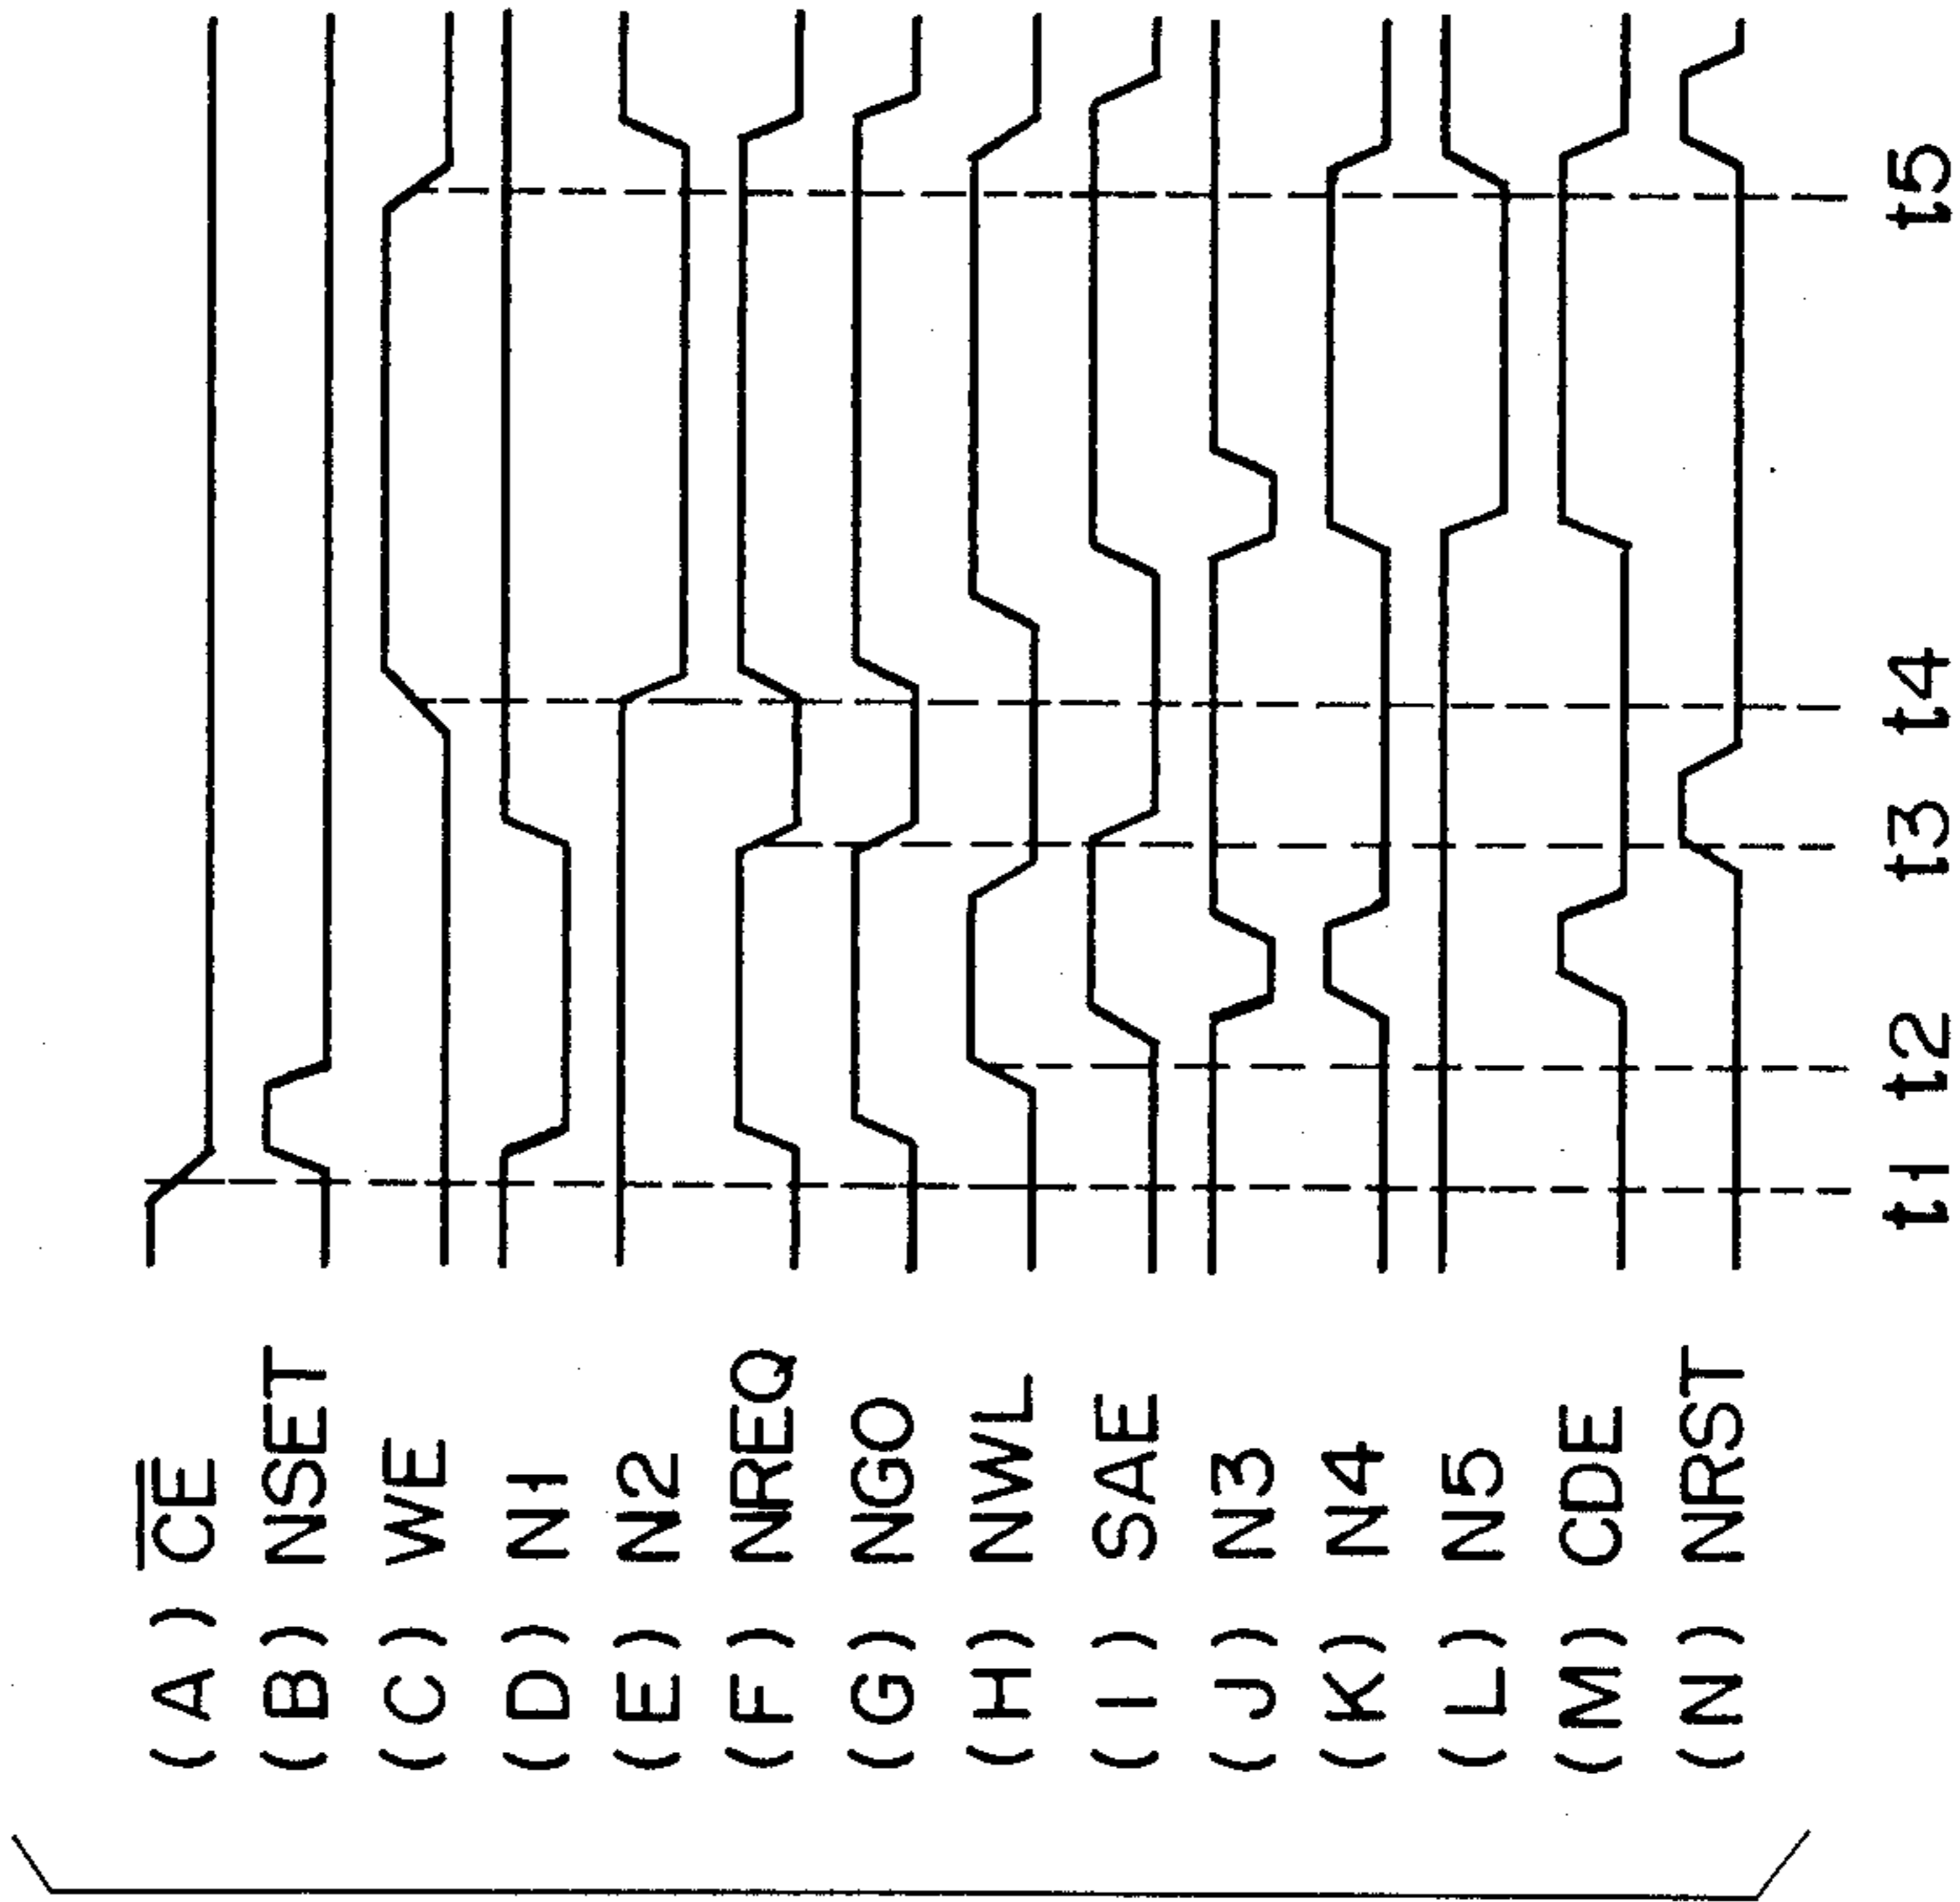 (A) CE
(B) NSET
(C) WE
(D) N1
(E) N2
(F) NREQ
(G) NGO
(H) NWL
(I) SAE
(J) N3
(K) N4
(L) N5
(M) CDE
(N) NRST
t1 t2 t3 t4 t5